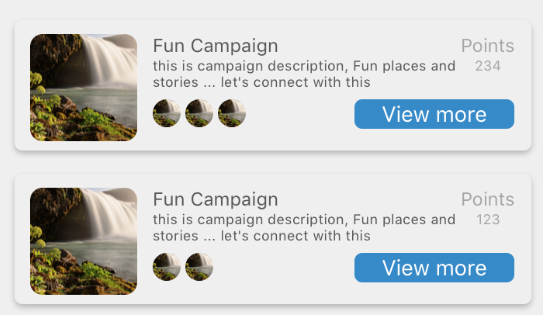 Fun Campaign
Points
this is campaign description, Fun places and
234
stories ... let's connect with this
View more
Fun Campaign
Points
this is campaign description, Fun places and
123
stories ... let's connect with this
View more